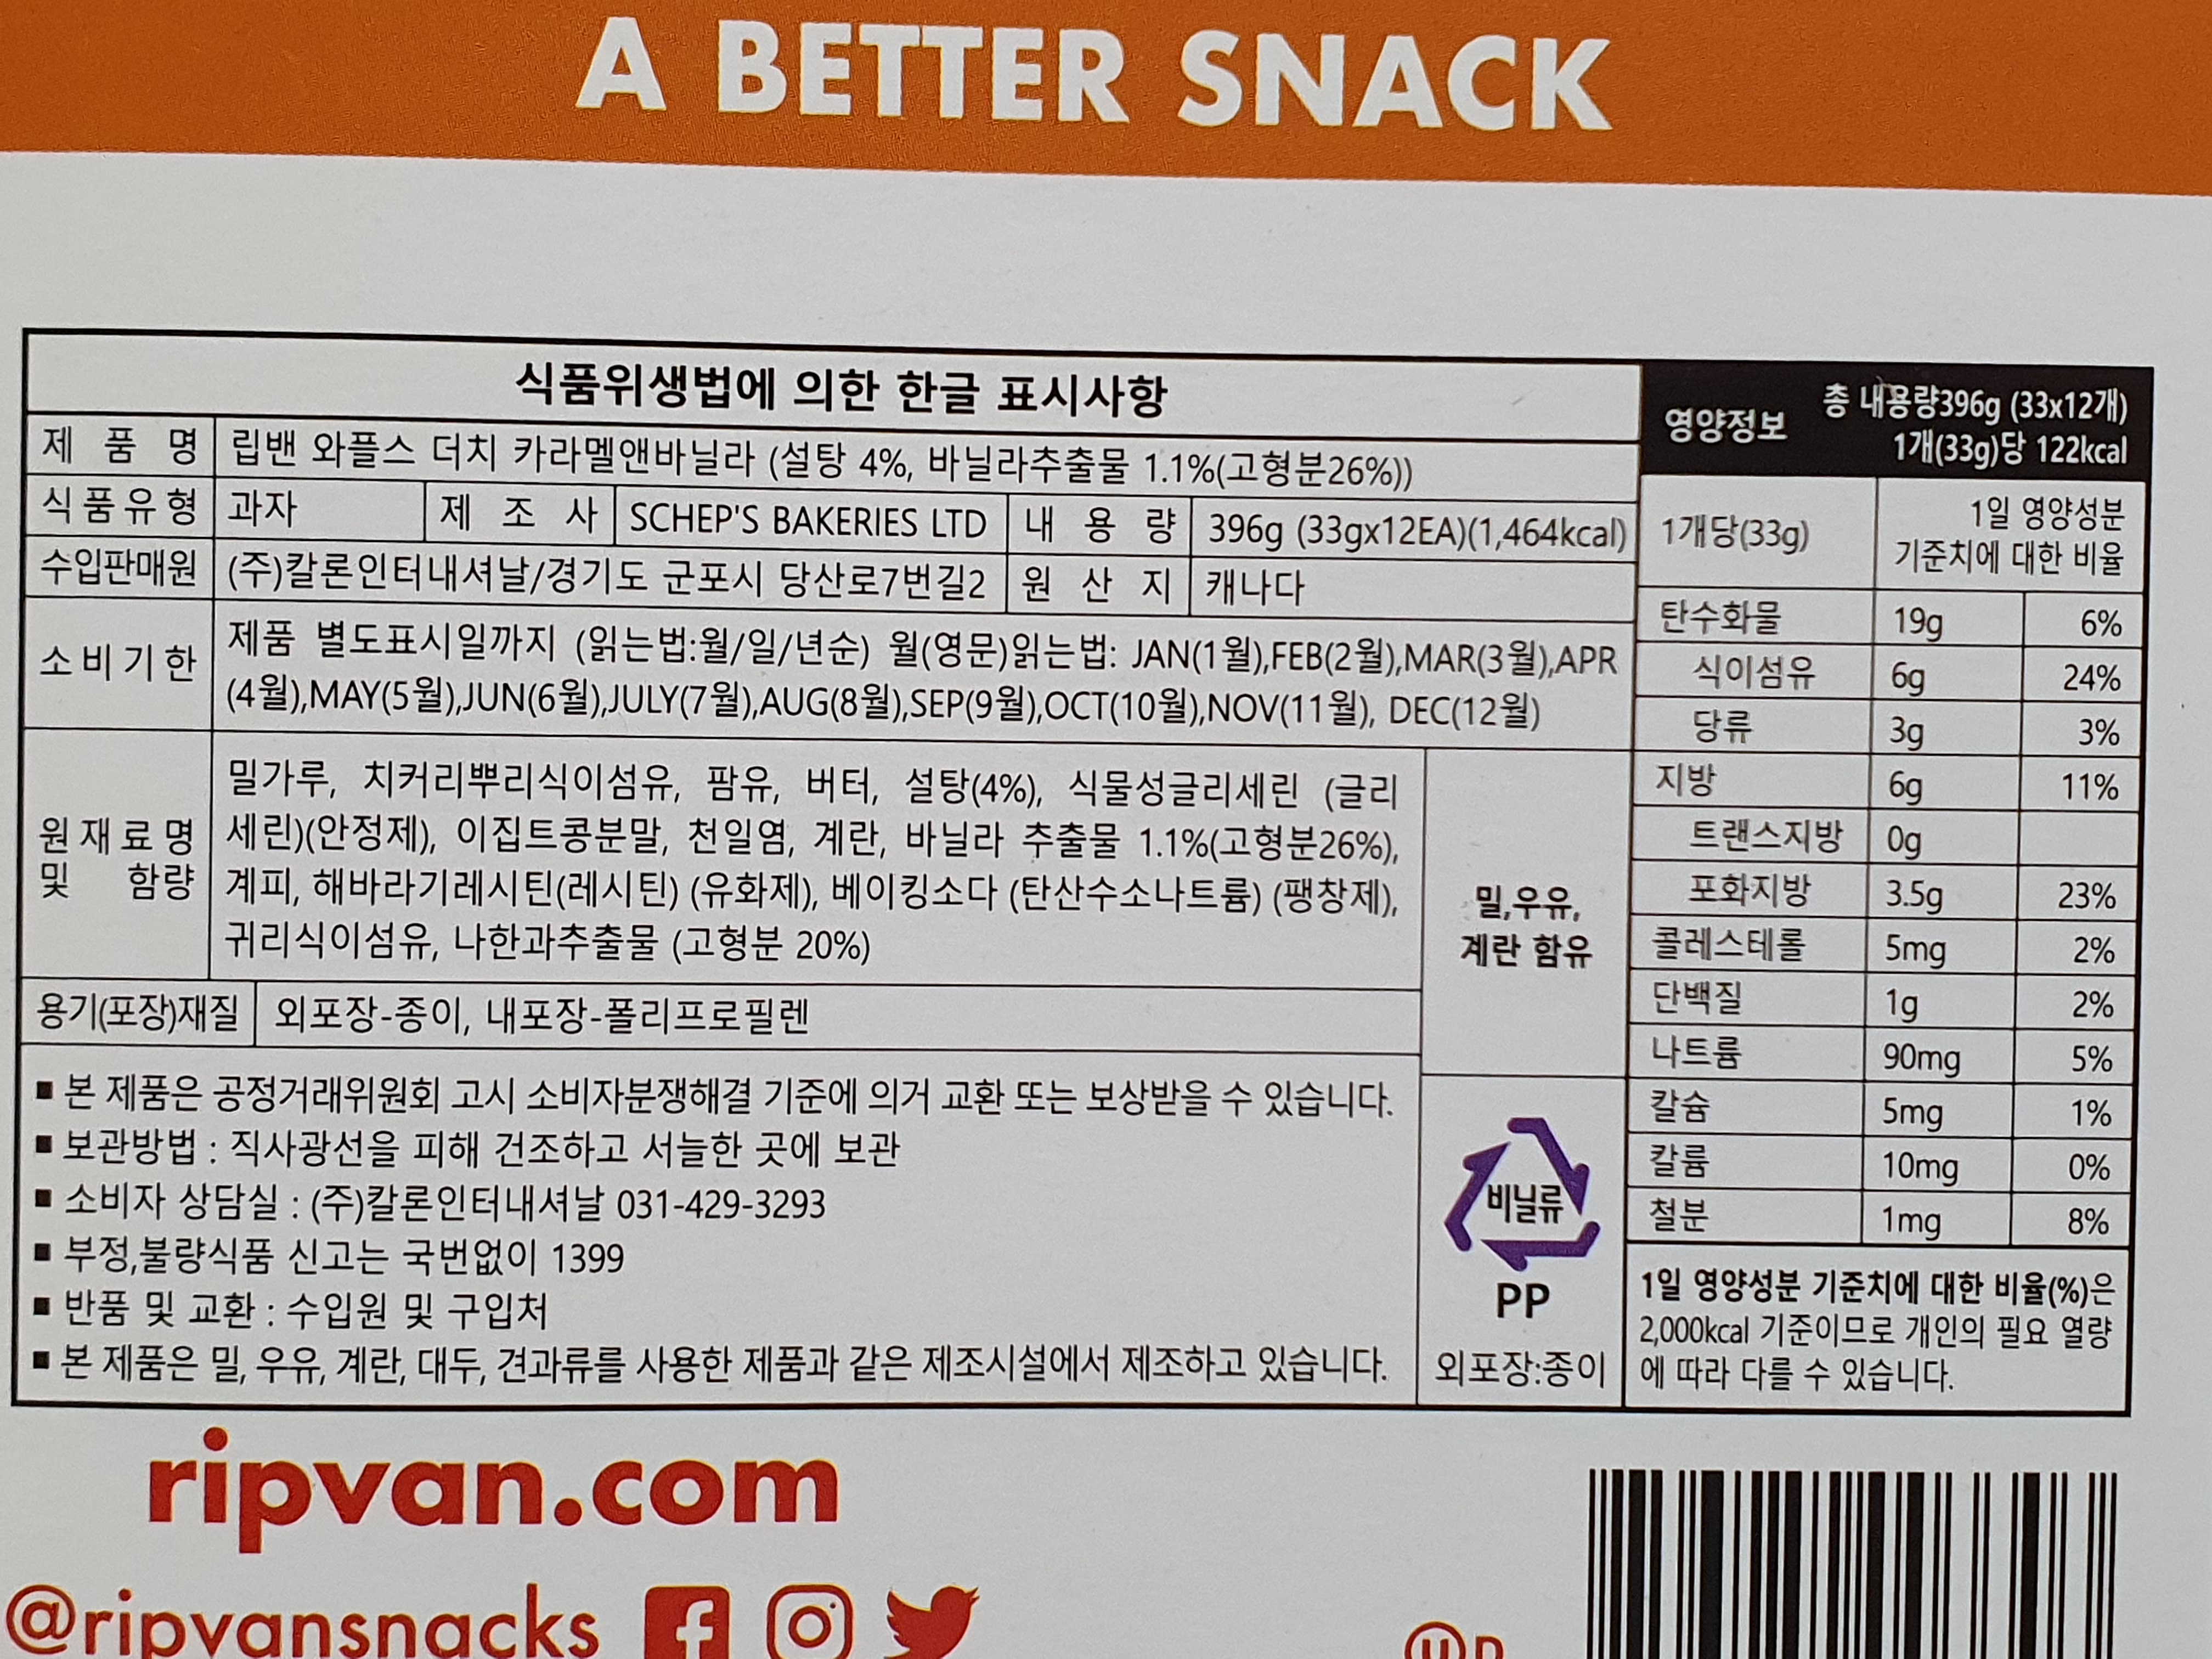 A BETTER SNACK
식품위생법에 의한 한글 표시사항
제 품 명 립밴 와플스 더치 카라멜앤바닐라 (설탕 4%, 바닐라추출물 1.1%(고형분26%))
식품유형 과자 제 조 사 SCHEP'S BAKERIES LTD 내 용 량 396g (33gx12EA)(1,464kcal)
수입판매원 (주)칼론인터내셔날/경기도 군포시 당산로7번길2 원 산 지 캐나다
소비기한 제품 별도표시일까지 (읽는법:월/일/년순) 월(영문)읽는법: JAN(1월),FEB(2월),MAR(3월),APR
(4월),MAY(5월),JUN(6월),JULY(7월),AUG(8월),SEP(9월),OCT(10월),NOV(11월), DEC(12월)
원재료명
및 함량
밀가루, 치커리뿌리식이섬유, 팜유, 버터, 설탕(4%), 식물성글리세린 (글리
세린)(안정제), 이집트콩분말, 천일염, 계란, 바닐라 추출물 1.1%(고형분26%),
계피, 해바라기레시틴(레시틴) (유화제), 베이킹소다 (탄산수소나트륨) (팽창제),
귀리식이섬유, 나한과추출물 (고형분 20%)
밀,우유,
계란 함유
용기(포장)재질 외포장-종이, 내포장-폴리프로필렌
■ 본 제품은 공정거래위원회 고시 소비자분쟁해결 기준에 의거 교환 또는 보상받을 수 있습니다.
■ 보관방법 : 직사광선을 피해 건조하고 서늘한 곳에 보관
■ 소비자 상담실 : (주)칼론인터내셔날 031-429-3293
■ 부정,불량식품 신고는 국번없이 1399
■ 반품 및 교환 : 수입원 및 구입처
■ 본 제품은 밀, 우유, 계란, 대두, 견과류를 사용한 제품과 같은 제조시설에서 제조하고 있습니다.
비닐류
PP
외포장:종이
영양정보
총 내용량396g (33x12개)
1개(33g)당 122kcal
1개당(33g)
1일 영양성분
기준치에 대한 비율
탄수화물 19g 6%
식이섬유 6g 24%
당류 3g 3%
지방 6g 11%
트랜스지방 0g
포화지방 3.5g 23%
콜레스테롤 5mg 2%
단백질 1g 2%
나트륨 90mg 5%
칼슘 5mg 1%
칼륨 10mg 0%
철분 1mg 8%
1일 영양성분 기준치에 대한 비율(%)은
2,000kcal 기준이므로 개인의 필요 열량
에 따라 다를 수 있습니다.
ripvan.com
@ripvansnacks
U D